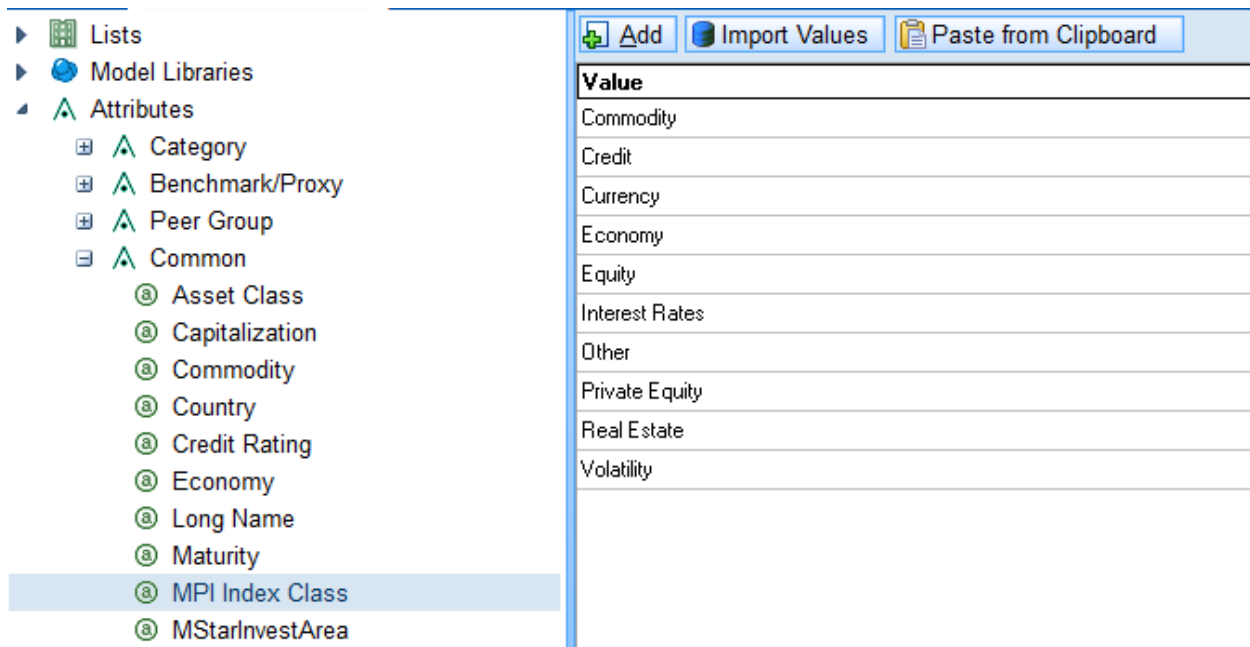 Lists
Model Libraries
Attributes
Category
Benchmark/Proxy
Peer Group
Common
Asset Class
Capitalization
Commodity
Country
Credit Rating
Economy
Long Name
Maturity
MPI Index Class
MStarInvestArea
Add Import Values Paste from Clipboard
Value
Commodity
Credit
Currency
Economy
Equity
Interest Rates
Other
Private Equity
Real Estate
Volatility